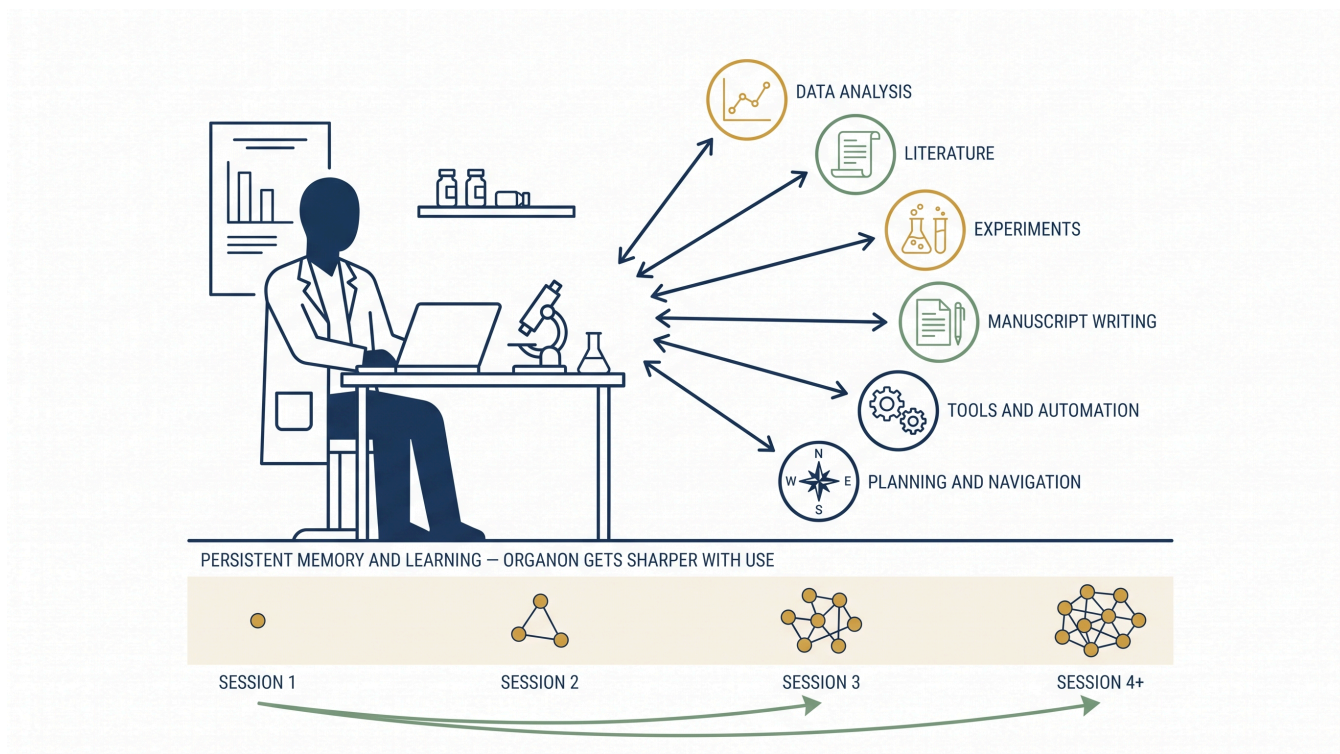 DATA ANALYSIS
LITERATURE
EXPERIMENTS
MANUSCRIPT WRITING
TOOLS AND AUTOMATION
N
W E
S
PLANNING AND NAVIGATION
PERSISTENT MEMORY AND LEARNING — ORGANON GETS SHARPER WITH USE
SESSION 1
SESSION 2
SESSION 3
SESSION 4+